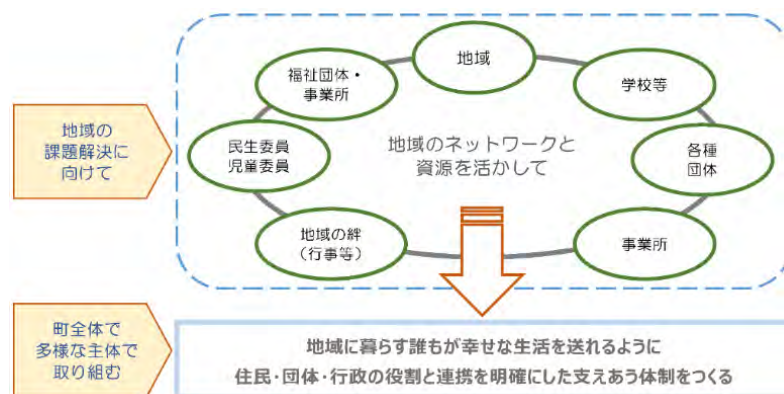 地域の
課題解決に
向けて
地域
福祉団体・
事業所
学校等
民生委員
児童委員
地域のネットワークと
資源を活かして
各種
団体
地域の絆
（行事等）
事業所
町全体で
多様な主体で
取り組む
地域に暮らす誰もが幸せな生活を送れるように
住民・団体・行政の役割と連携を明確にした支えあう体制をつくる